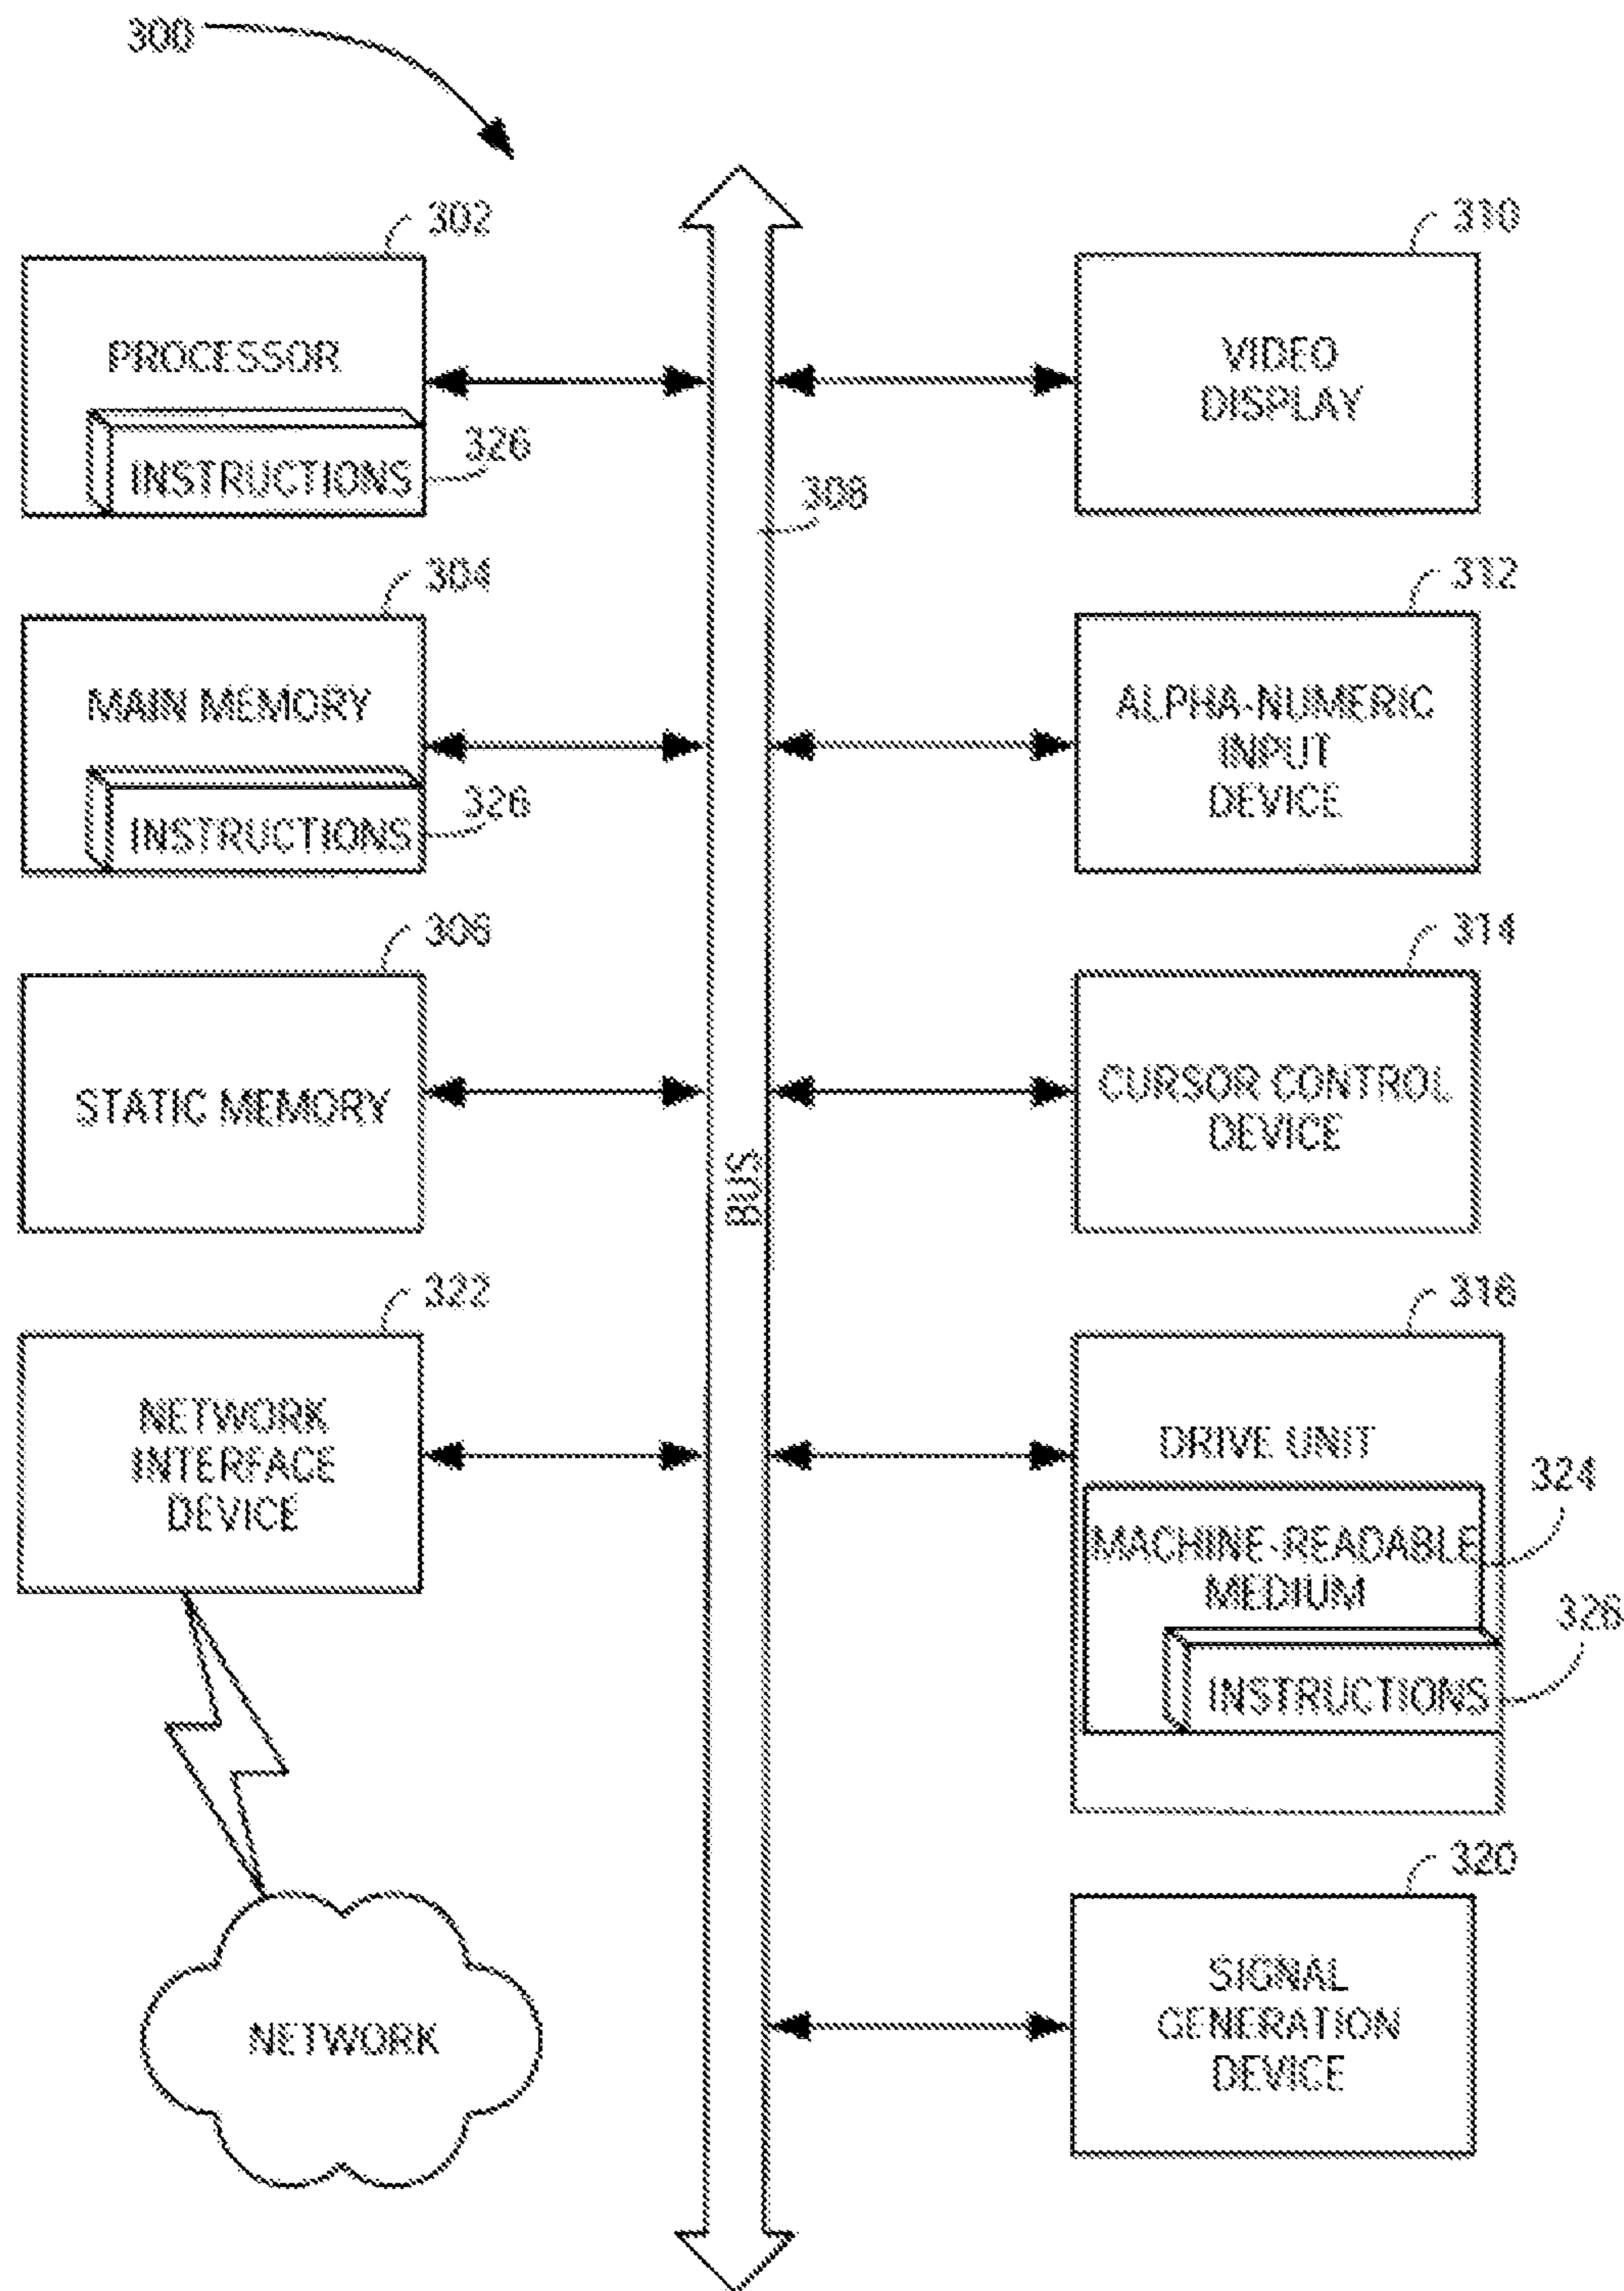 300
302
PROCESSOR
INSTRUCTIONS
326
304
MAIN MEMORY
INSTRUCTIONS
326
306
STATIC MEMORY
322
NETWORK
INTERFACE
DEVICE
NETWORK
308
BUS
310
VIDEO
DISPLAY
312
ALPHA-NUMERIC
INPUT
DEVICE
314
CURSOR CONTROL
DEVICE
316
DRIVE UNIT
324
MACHINE-READABLE
MEDIUM
326
INSTRUCTIONS
320
SIGNAL
GENERATION
DEVICE